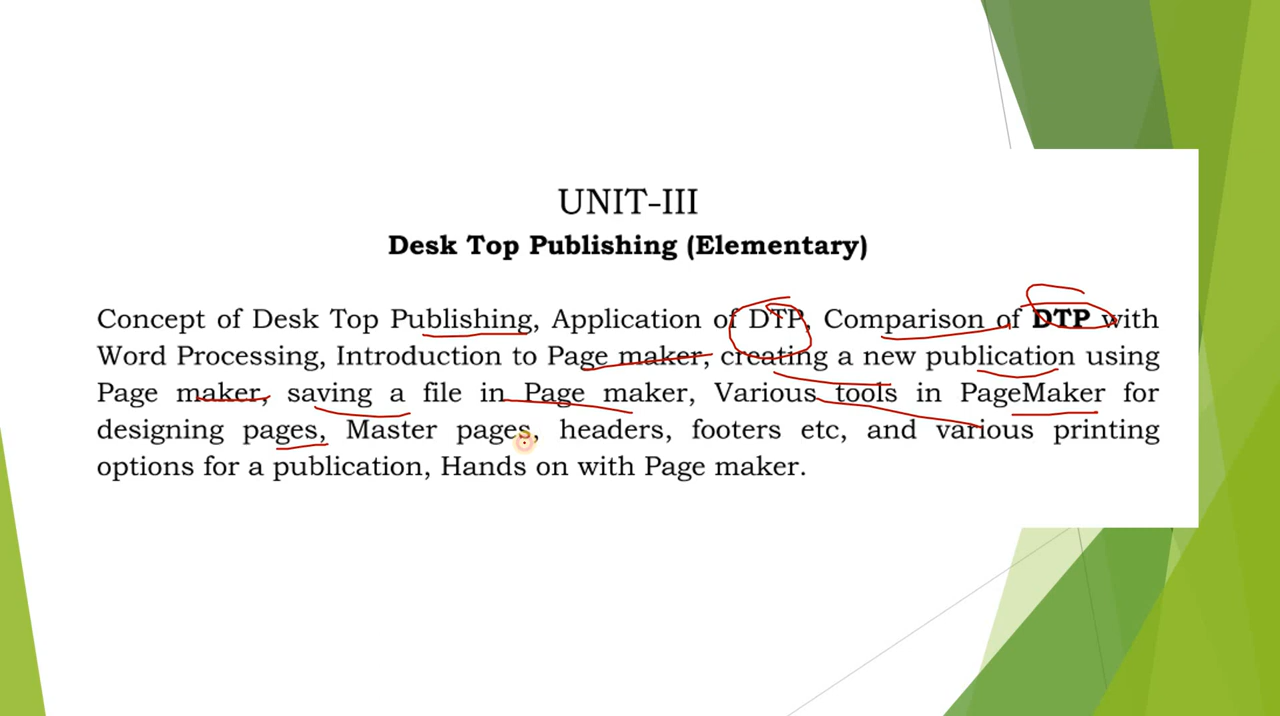 UNIT-III
Desk Top Publishing (Elementary)
Concept of Desk Top Publishing, Application of DTP, Comparison of DTP with
Word Processing, Introduction to Page maker, creating a new publication using
Page maker, saving a file in Page maker, Various tools in PageMaker for
designing pages, Master pages, headers, footers etc, and various printing
options for a publication, Hands on with Page maker.